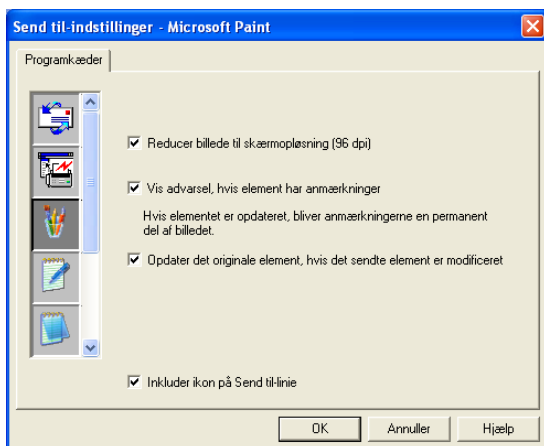 Send til-indstillinger - Microsoft Paint
Programkæder
Reducer billede til skærmopløsning (96 dpi)
Vis advarsel, hvis element har anmærkninger
Hvis elementet er opdateret, bliver anmærkningerne en permanent
del af billedet.
Opdater det originale element, hvis det sendte element er modificeret
Inkluder ikon på Send til-linie
OK
Annuller
Hjælp